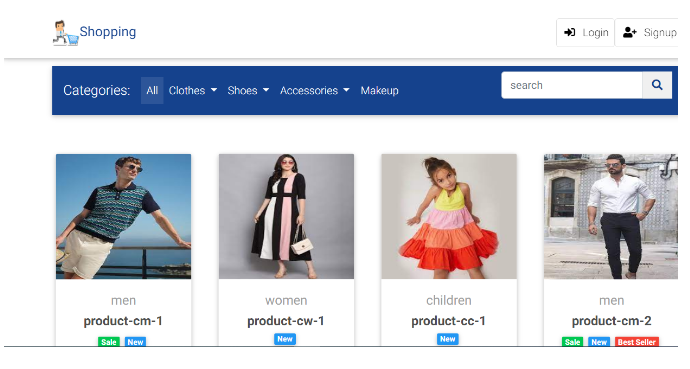 Shopping
Login
Signup
Categories:
All
Clothes
Shoes
Accessories
Makeup
search
men
women
children
men
product-cm-1
product-cw-1
product-cc-1
product-cm-2
Sale New
New
New
Sale New Best Seller